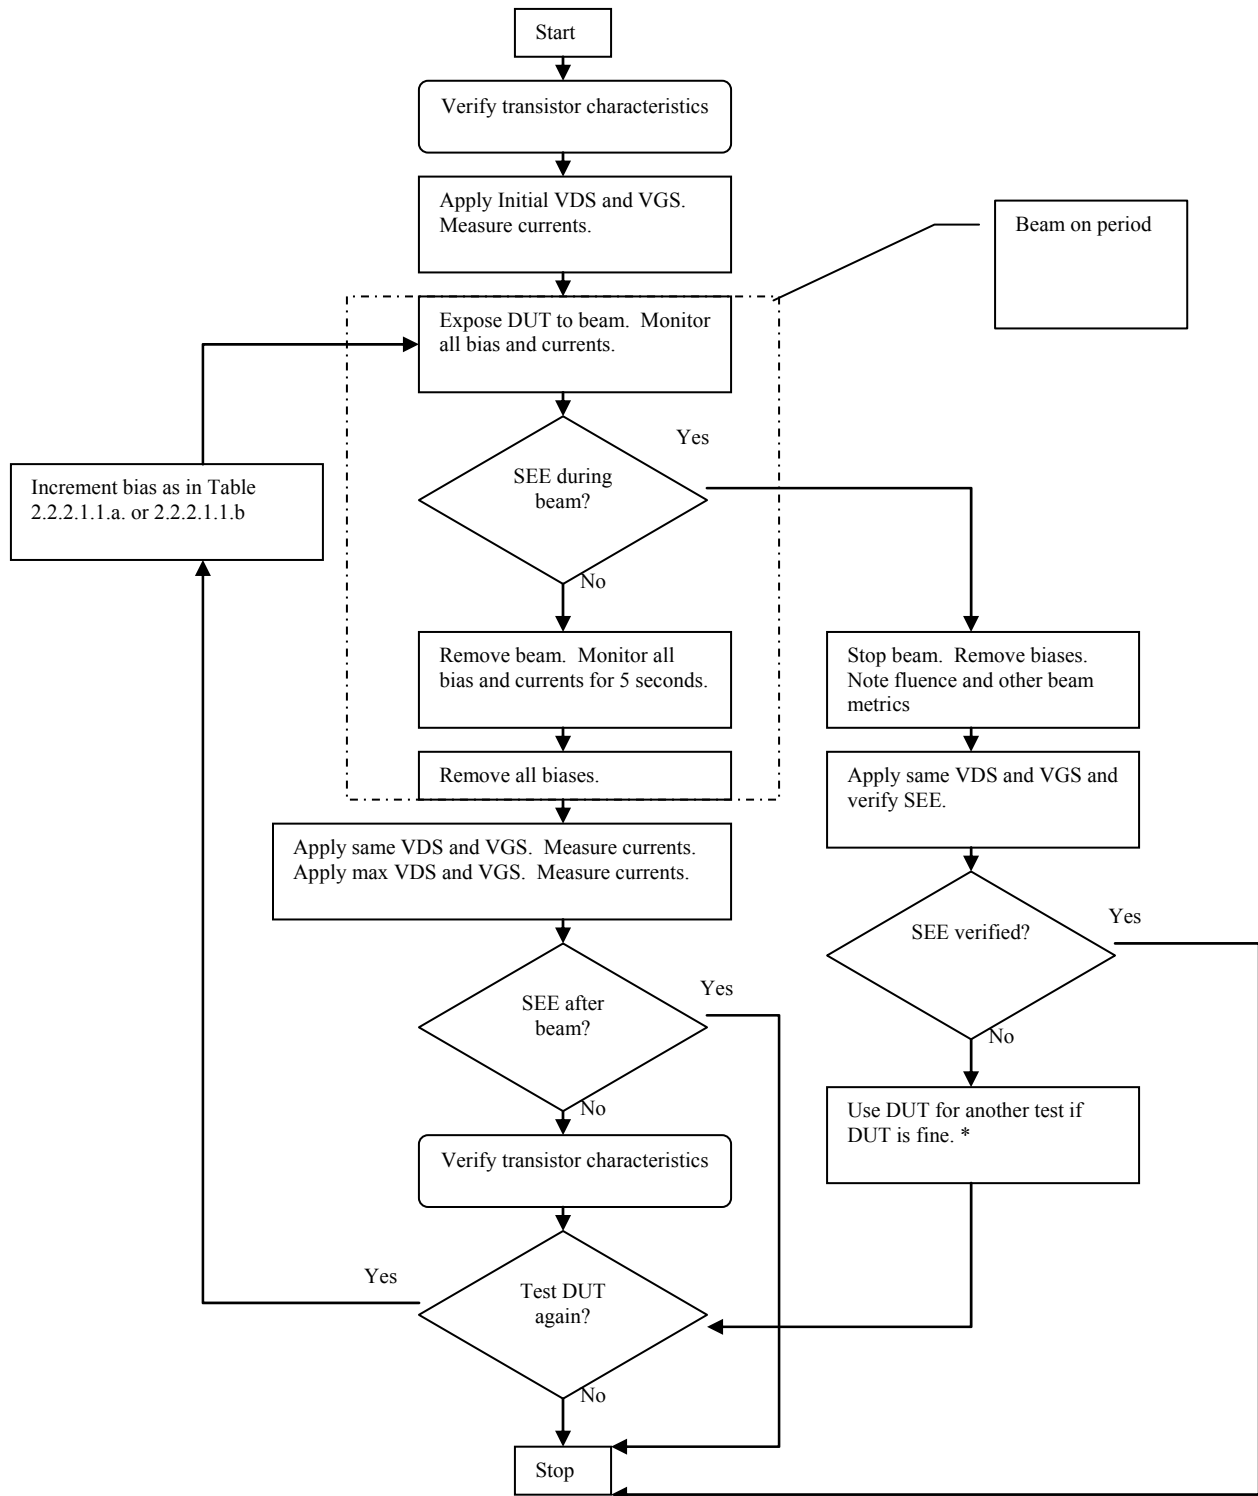 Start
Verify transistor characteristics
Apply Initial VDS and VGS.
Measure currents.
Beam on period
Expose DUT to beam.  Monitor
all bias and currents.
Yes
SEE during
beam?
Increment bias as in Table
2.2.2.1.1.a. or 2.2.2.1.1.b
No
Remove beam.  Monitor all
bias and currents for 5 seconds.
Stop beam.  Remove biases.
Note fluence and other beam
metrics
Remove all biases.
Apply same VDS and VGS and
verify SEE.
Apply same VDS and VGS.  Measure currents.
Apply max VDS and VGS.  Measure currents.
SEE verified?
Yes
SEE after
beam?
Yes
No
No
Use DUT for another test if
DUT is fine. *
Verify transistor characteristics
Yes
Test DUT
again?
No
Stop